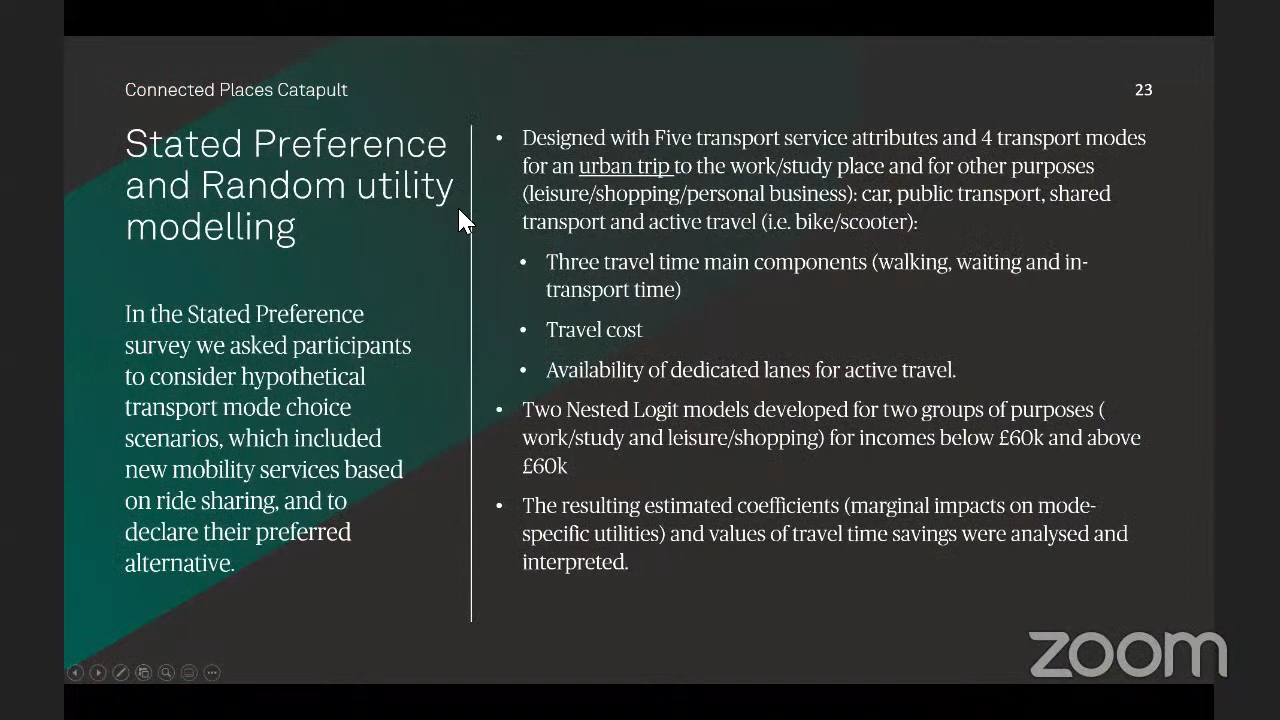 Connected Places Catapult
23
Stated Preference
and Random utility
modelling
In the Stated Preference
survey we asked participants
to consider hypothetical
transport mode choice
scenarios, which included
new mobility services based
on ride sharing, and to
declare their preferred
alternative.
• Designed with Five transport service attributes and 4 transport modes
for an urban trip to the work/study place and for other purposes
(leisure/shopping/personal business): car, public transport, shared
transport and active travel (i.e. bike/scooter):
• Three travel time main components (walking, waiting and in-
transport time)
• Travel cost
• Availability of dedicated lanes for active travel.
• Two Nested Logit models developed for two groups of purposes (
work/study and leisure/shopping) for incomes below £60k and above
£60k
• The resulting estimated coefficients (marginal impacts on mode-
specific utilities) and values of travel time savings were analysed and
interpreted.
zoom